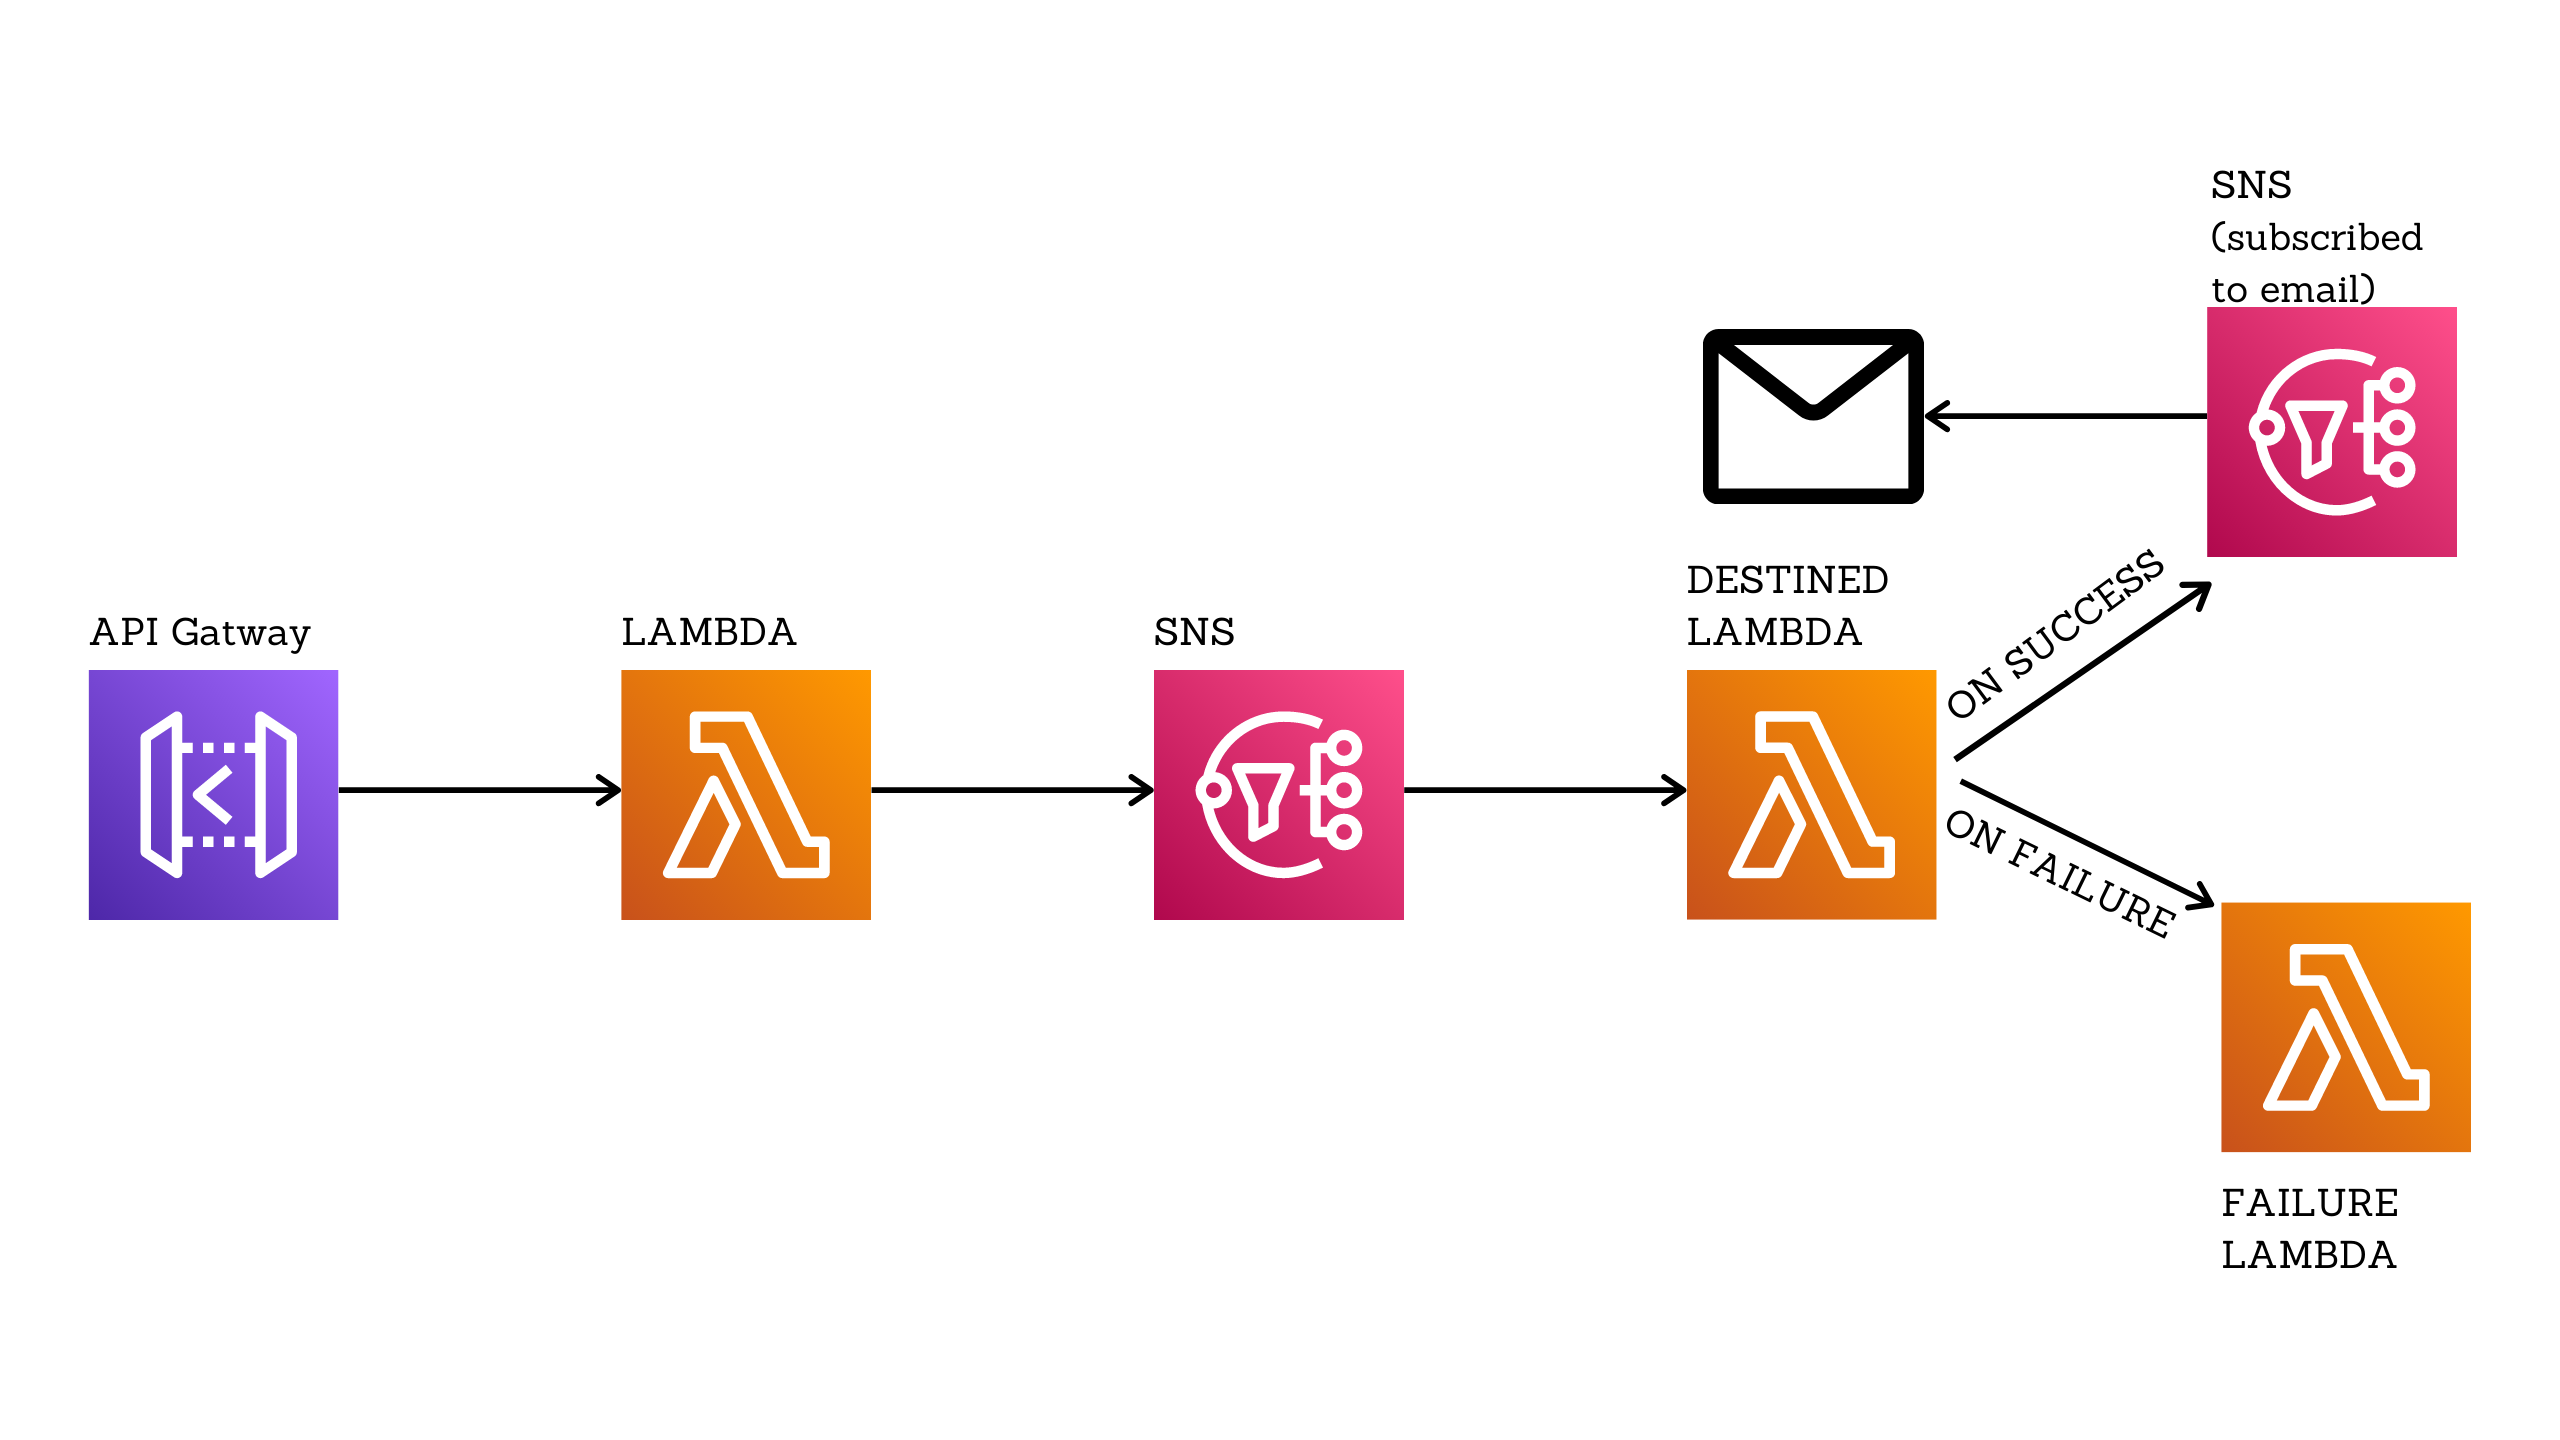 SNS
(subscribed
to email)
DESTINED
LAMBDA
API Gatway
LAMBDA
SNS
ON SUCCESS
ON FAILURE
FAILURE
LAMBDA